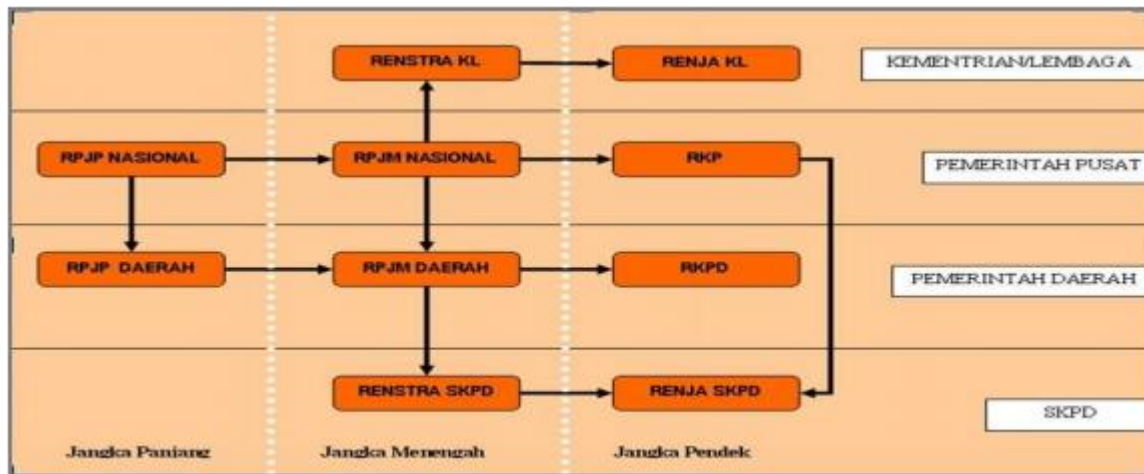 RENSTRA KL
RENJA KL
KEMENTRIAN/LEMBAGA
RPJP NASIONAL
RPJM NASIONAL
RKP
PEMERINTAH PUSAT
RPJP DAERAH
RPJM DAERAH
RKPD
PEMERINTAH DAERAH
RENSTRA SKPD
RENJA SKPD
SKPD
Jangka Panjang
Jangka Menengah
Jangka Pendek